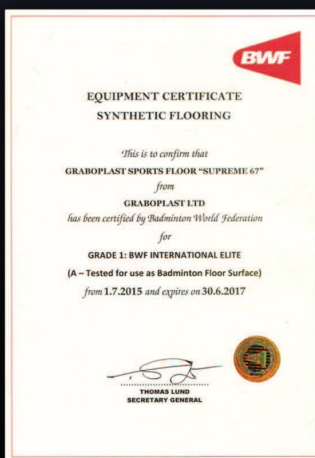 BWF
EQUIPMENT CERTIFICATE
SYNTHETIC FLOORING
This is to confirm that
GRABOPLAST SPORTS FLOOR “SUPREME 67”
from
GRABOPLAST LTD
has been certified by Badminton World Federation
for
GRADE 1: BWF INTERNATIONAL ELITE
(A – Tested for use as Badminton Floor Surface)
from 1.7.2015 and expires on 30.6.2017
THOMAS LUND
SECRETARY GENERAL